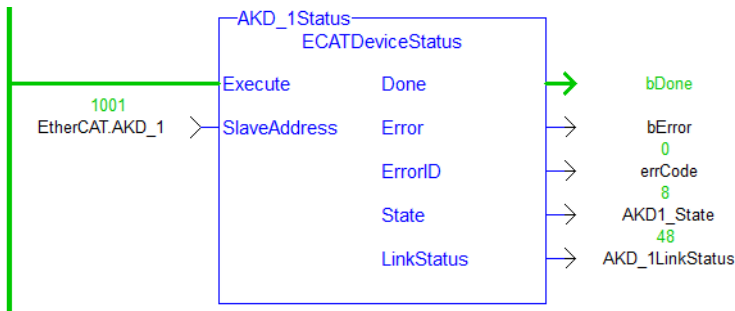 AKD_1Status
ECATDeviceStatus
Execute Done bDone
1001
EtherCAT.AKD_1 SlaveAddress Error bError
0
ErrorID errCode
8
State AKD1_State
48
LinkStatus AKD_1LinkStatus